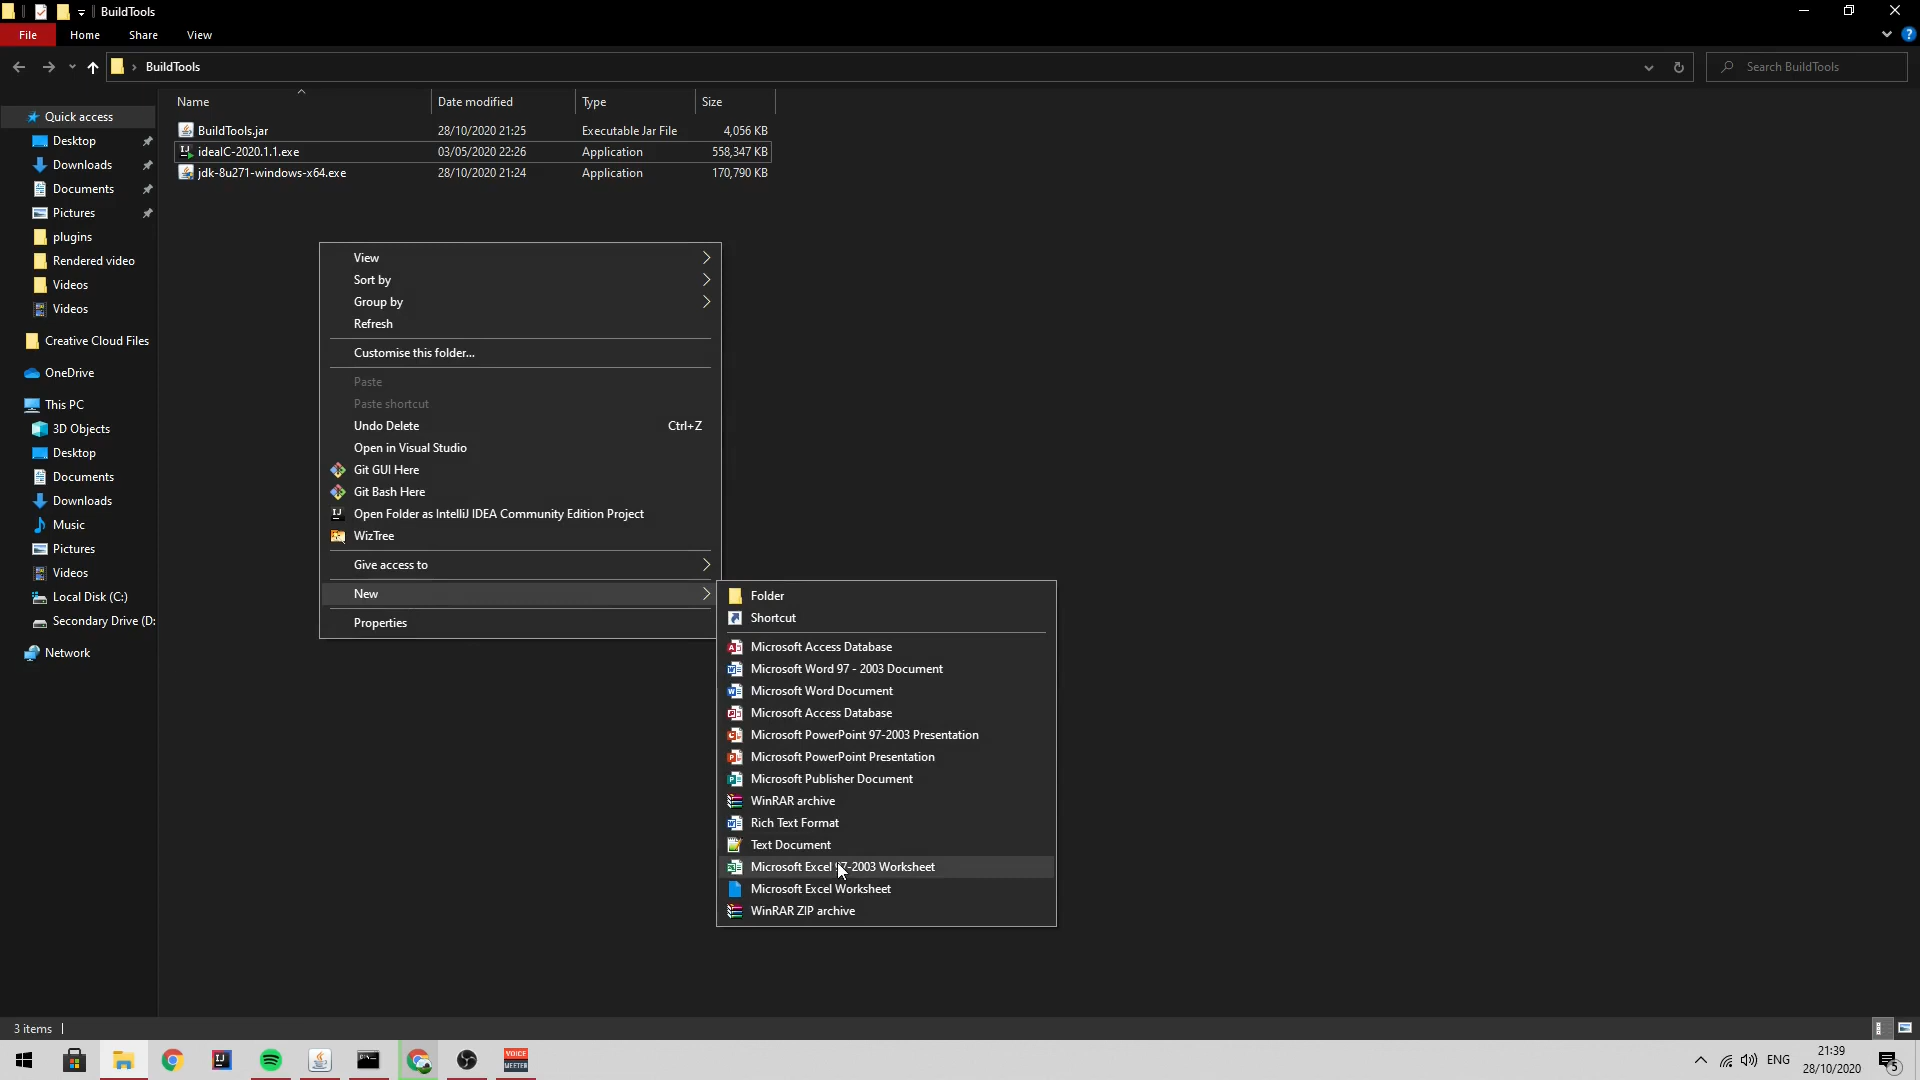 BuildTools
File Home Share View
BuildTools
Search BuildTools
Name Date modified Type Size
BuildTools.jar 28/10/2020 21:25 Executable Jar File 4,056 KB
ideaIC-2020.1.1.exe 03/05/2020 22:26 Application 558,347 KB
jdk-8u271-windows-x64.exe 28/10/2020 21:24 Application 170,790 KB
Quick access
Desktop
Downloads
Documents
Pictures
plugins
Rendered video
Videos
Videos
Creative Cloud Files
OneDrive
This PC
3D Objects
Desktop
Documents
Downloads
Music
Pictures
Videos
Local Disk (C:)
Secondary Drive (D:
Network
View
Sort by
Group by
Refresh
Customise this folder...
Paste
Paste shortcut
Undo Delete Ctrl+Z
Open in Visual Studio
Git GUI Here
Git Bash Here
Open Folder as IntelliJ IDEA Community Edition Project
WizTree
Give access to
New
Properties
Folder
Shortcut
Microsoft Access Database
Microsoft Word 97 - 2003 Document
Microsoft Word Document
Microsoft Access Database
Microsoft PowerPoint 97-2003 Presentation
Microsoft PowerPoint Presentation
Microsoft Publisher Document
WinRAR archive
Rich Text Format
Text Document
Microsoft Excel 97-2003 Worksheet
Microsoft Excel Worksheet
WinRAR ZIP archive
3 items
VOICE
MEETER
ENG
21:39
28/10/2020
5